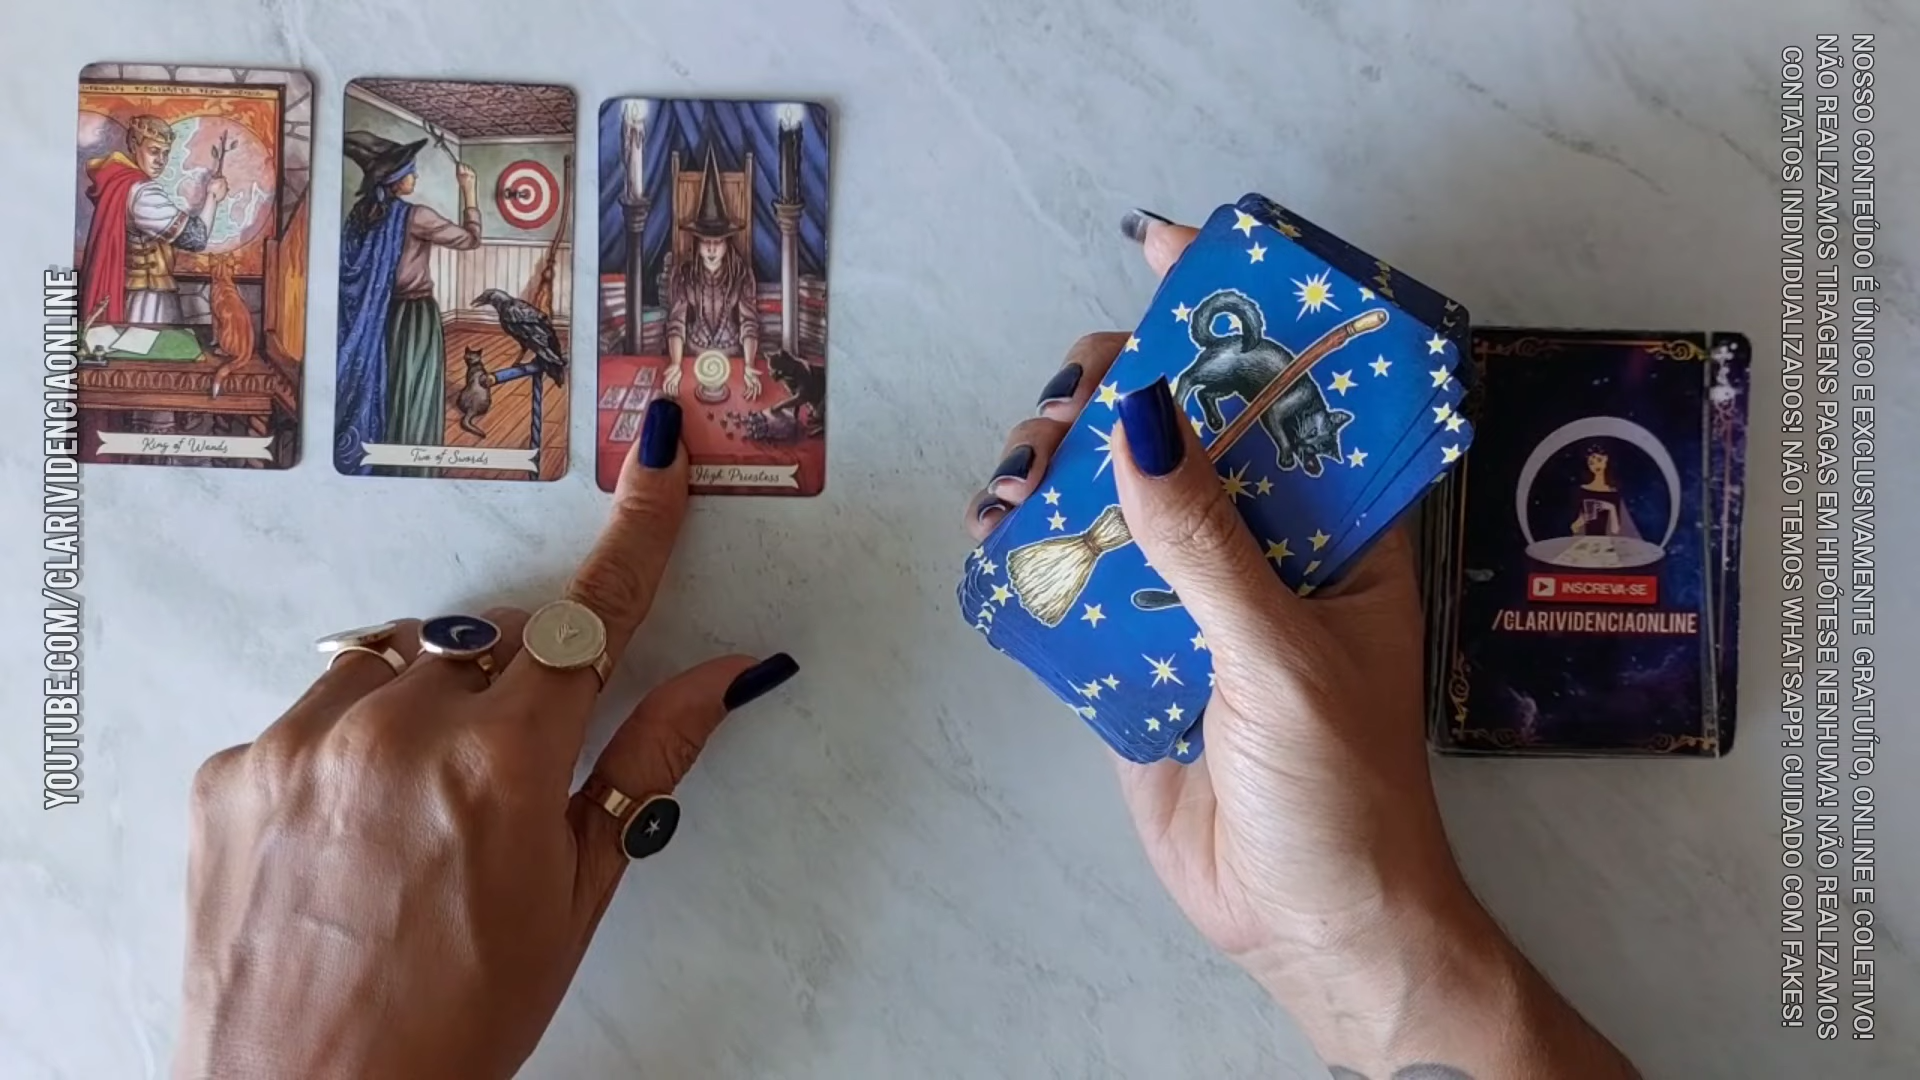 YOUTUBE.COM/CLARIVIDENCIAONLINE
King of Wands
Two of Swords
High Priestess
INSCREVA-SE
/CLARIVIDENCIAONLINE
NOSSO CONTEÚDO É ÚNICO E EXCLUSIVAMENTE GRATUÍTO, ONLINE E COLETIVO!
NÃO REALIZAMOS TIRAGENS PAGAS EM HIPÓTESE NENHUMA! NÃO REALIZAMOS
CONTATOS INDIVIDUALIZADOS! NÃO TEMOS WHATSAPP! CUIDADO COM FAKES!